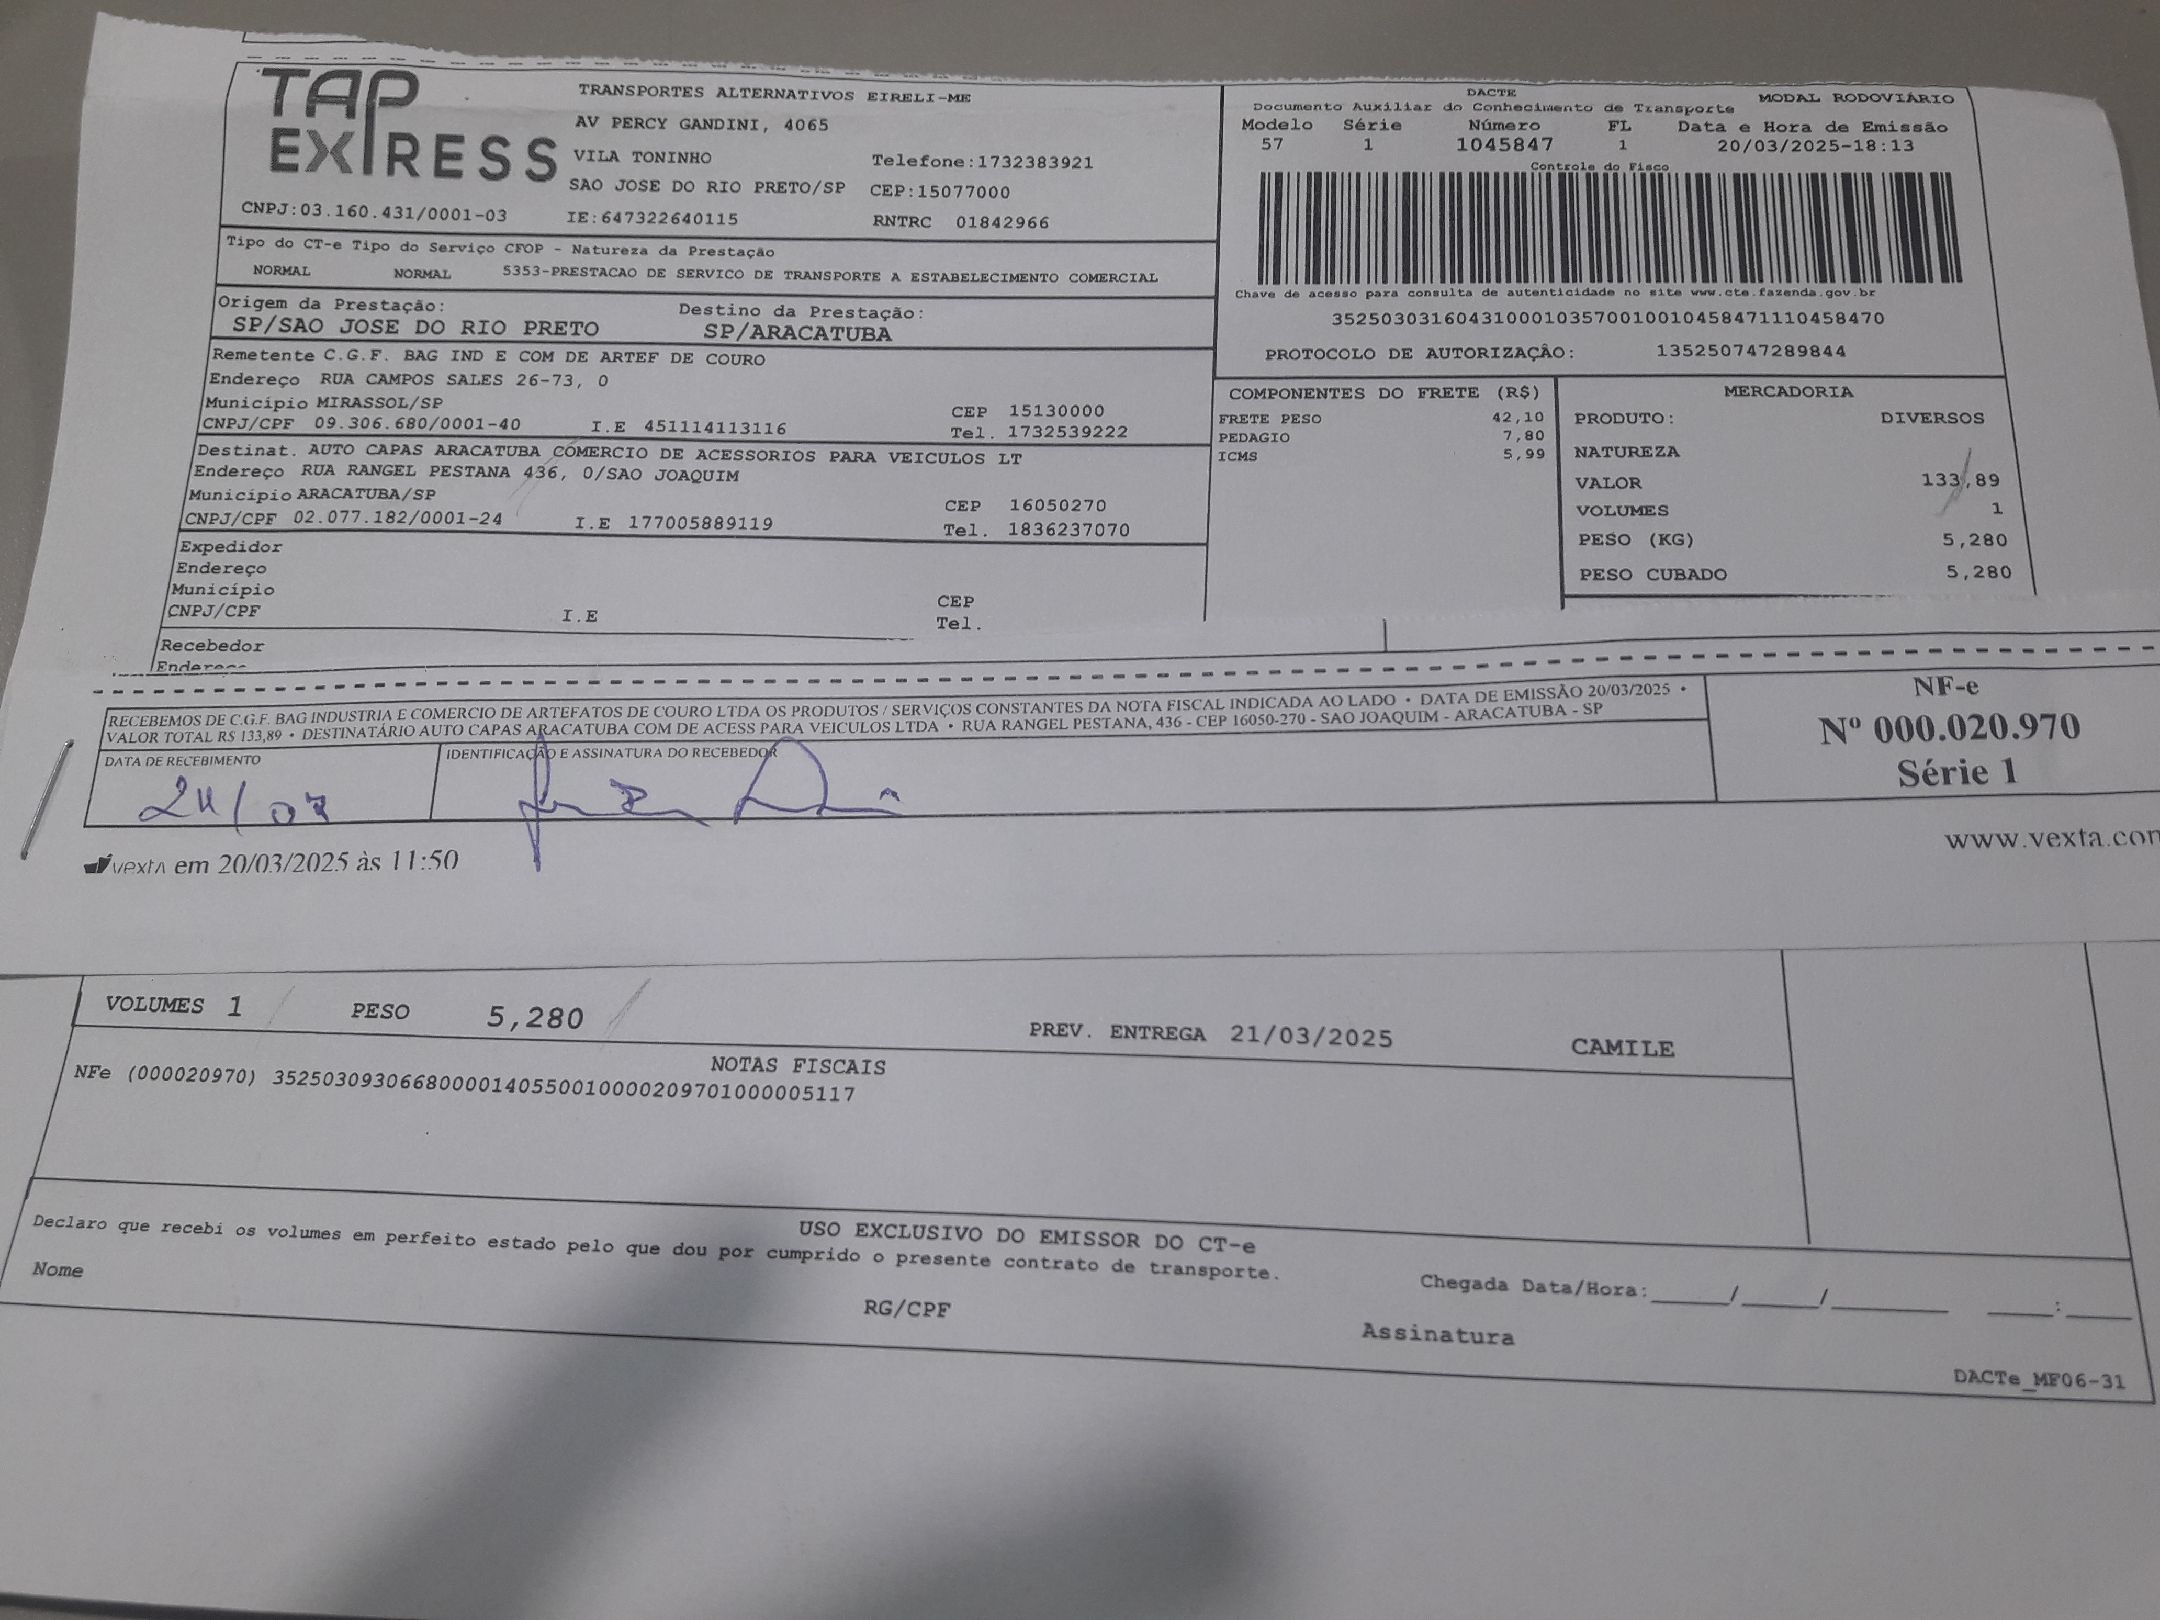 TAP EXPRESS
TRANSPORTES ALTERNATIVOS EIRELI-ME
AV PERCY GANDINI, 4065
VILA TONINHO Telefone:1732383921
SAO JOSE DO RIO PRETO/SP CEP:15077000
CNPJ:03.160.431/0001-03 IE:647322640115 RNTRC 01842966
DACTE
Documento Auxiliar do Conhecimento de Transporte MODAL RODOVIÁRIO
Modelo Série Número FL Data e Hora de Emissão
57 1 1045847 1 20/03/2025-18:13
Controle do Fisco
Chave de acesso para consulta de autenticidade no site www.cte.fazenda.gov.br
35250303160431000103570010010458471110458470
PROTOCOLO DE AUTORIZAÇÃO: 135250747289844
Tipo do CT-e Tipo do Serviço CFOP - Natureza da Prestação
NORMAL NORMAL 5353-PRESTACAO DE SERVICO DE TRANSPORTE A ESTABELECIMENTO COMERCIAL
Origem da Prestação: Destino da Prestação:
SP/SAO JOSE DO RIO PRETO SP/ARACATUBA
Remetente C.G.F. BAG IND E COM DE ARTEF DE COURO
Endereço RUA CAMPOS SALES 26-73, 0
Município MIRASSOL/SP CEP 15130000
CNPJ/CPF 09.306.680/0001-40 I.E 451114113116 Tel. 1732539222
Destinat. AUTO CAPAS ARACATUBA COMERCIO DE ACESSORIOS PARA VEICULOS LT
Endereço RUA RANGEL PESTANA 436, 0/SAO JOAQUIM
Município ARACATUBA/SP CEP 16050270
CNPJ/CPF 02.077.182/0001-24 I.E 177005889119 Tel. 1836237070
Expedidor
Endereço
Município CEP
CNPJ/CPF I.E Tel.
Recebedor
Endereço
COMPONENTES DO FRETE (R$)
FRETE PESO 42,10
PEDAGIO 7,80
ICMS 5,99
MERCADORIA
PRODUTO: DIVERSOS
NATUREZA
VALOR 133,89
VOLUMES 1
PESO (KG) 5,280
PESO CUBADO 5,280
RECEBEMOS DE C.G.F. BAG INDUSTRIA E COMERCIO DE ARTEFATOS DE COURO LTDA OS PRODUTOS / SERVIÇOS CONSTANTES DA NOTA FISCAL INDICADA AO LADO • DATA DE EMISSÃO 20/03/2025 •
VALOR TOTAL R$ 133,89 • DESTINATÁRIO AUTO CAPAS ARACATUBA COM DE ACESS PARA VEICULOS LTDA • RUA RANGEL PESTANA, 436 - CEP 16050-270 - SAO JOAQUIM - ARACATUBA - SP
DATA DE RECEBIMENTO IDENTIFICAÇÃO E ASSINATURA DO RECEBEDOR
NF-e
Nº 000.020.970
Série 1
vexta em 20/03/2025 às 11:50
www.vexta.com
VOLUMES 1 PESO 5,280 PREV. ENTREGA 21/03/2025 CAMILE
NOTAS FISCAIS
NFe (000020970) 35250309306680000140550010000209701000005117
USO EXCLUSIVO DO EMISSOR DO CT-e
Declaro que recebi os volumes em perfeito estado pelo que dou por cumprido o presente contrato de transporte.
Nome RG/CPF Assinatura Chegada Data/Hora:_____/_____/_______ ____:____
DACTe_MF06-31